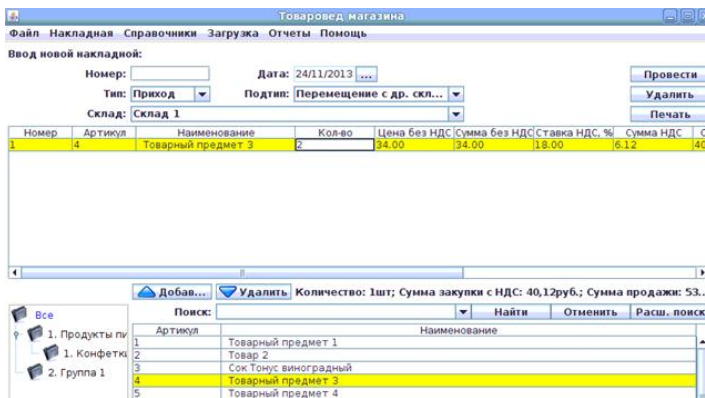 Товаровед магазина
Файл Накладная Справочники Загрузка Отчеты Помощь
Ввод новой накладной:
Номер: Дата: 24/11/2013 ... Провести
Тип: Приход Подтип: Перемещение с др. скл... Удалить
Склад: Склад 1 Печать
Номер Артикул Наименование Кол-во Цена без НДС Сумма без НДС Ставка НДС, % Сумма НДС
1 4 Товарный предмет 3 2 34.00 34.00 18.00 6.12 40
Добав... Удалить Количество: 1шт; Сумма закупки с НДС: 40,12руб.; Сумма продажи: 53..
Все Поиск: Найти Отменить Расш. поиск
Артикул Наименование
1. Продукты пи 1 Товарный предмет 1
1. Конфетки 2 Товар 2
2. Группа 1 3 Сок Тонус виноградный
4 Товарный предмет 3
5 Товарный предмет 4